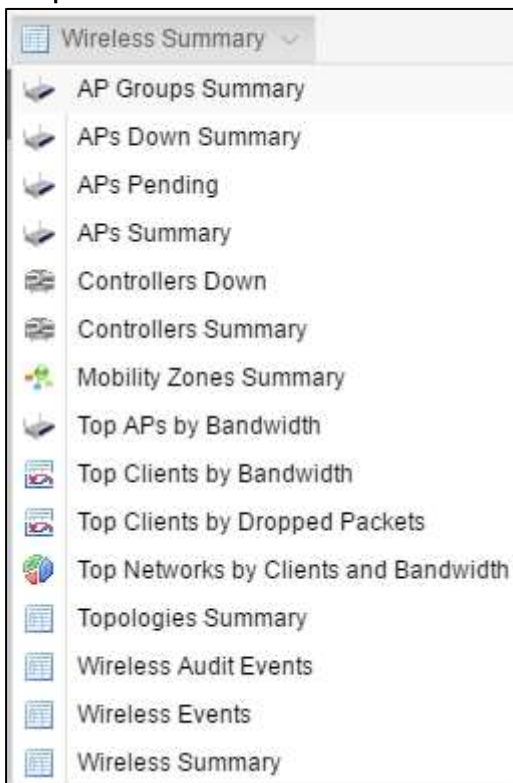 Wireless Summary
AP Groups Summary
APs Down Summary
APs Pending
APs Summary
Controllers Down
Controllers Summary
Mobility Zones Summary
Top APs by Bandwidth
Top Clients by Bandwidth
Top Clients by Dropped Packets
Top Networks by Clients and Bandwidth
Topologies Summary
Wireless Audit Events
Wireless Events
Wireless Summary